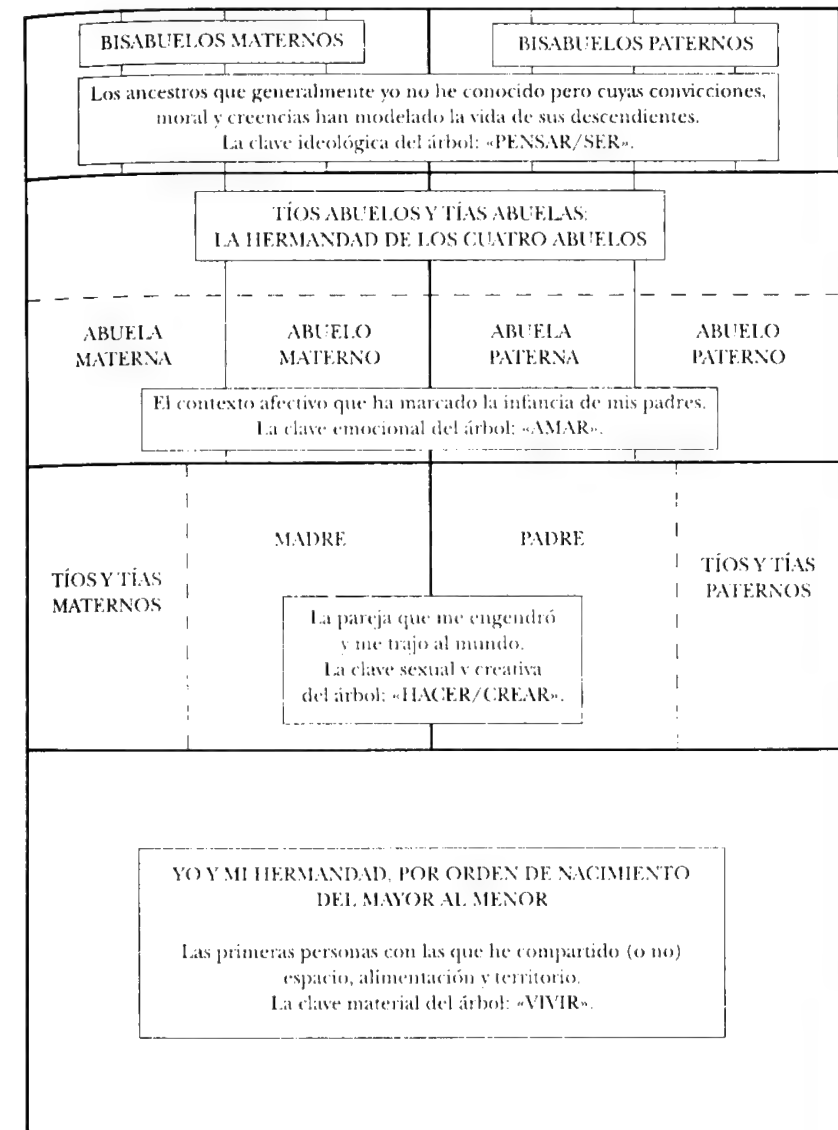 BISABUELOS MATERNOS
BISABUELOS PATERNOS
Los ancestros que generalmente yo no he conocido pero cuyas convicciones,
moral y creencias han modelado la vida de sus descendientes.
La clave ideológica del árbol: «PENSAR/SER».
TÍOS ABUELOS Y TÍAS ABUELAS:
LA HERMANDAD DE LOS CUATRO ABUELOS
ABUELA
MATERNA
ABUELO
MATERNO
ABUELA
PATERNA
ABUELO
PATERNO
El contexto afectivo que ha marcado la infancia de mis padres.
La clave emocional del árbol: «AMAR».
TÍOS Y TÍAS
MATERNOS
MADRE
PADRE
TÍOS Y TÍAS
PATERNOS
La pareja que me engendró
y me trajo al mundo.
La clave sexual y creativa
del árbol: «HACER/CREAR».
YO Y MI HERMANDAD, POR ORDEN DE NACIMIENTO
DEL MAYOR AL MENOR
Las primeras personas con las que he compartido (o no)
espacio, alimentación y territorio.
La clave material del árbol: «VIVIR».